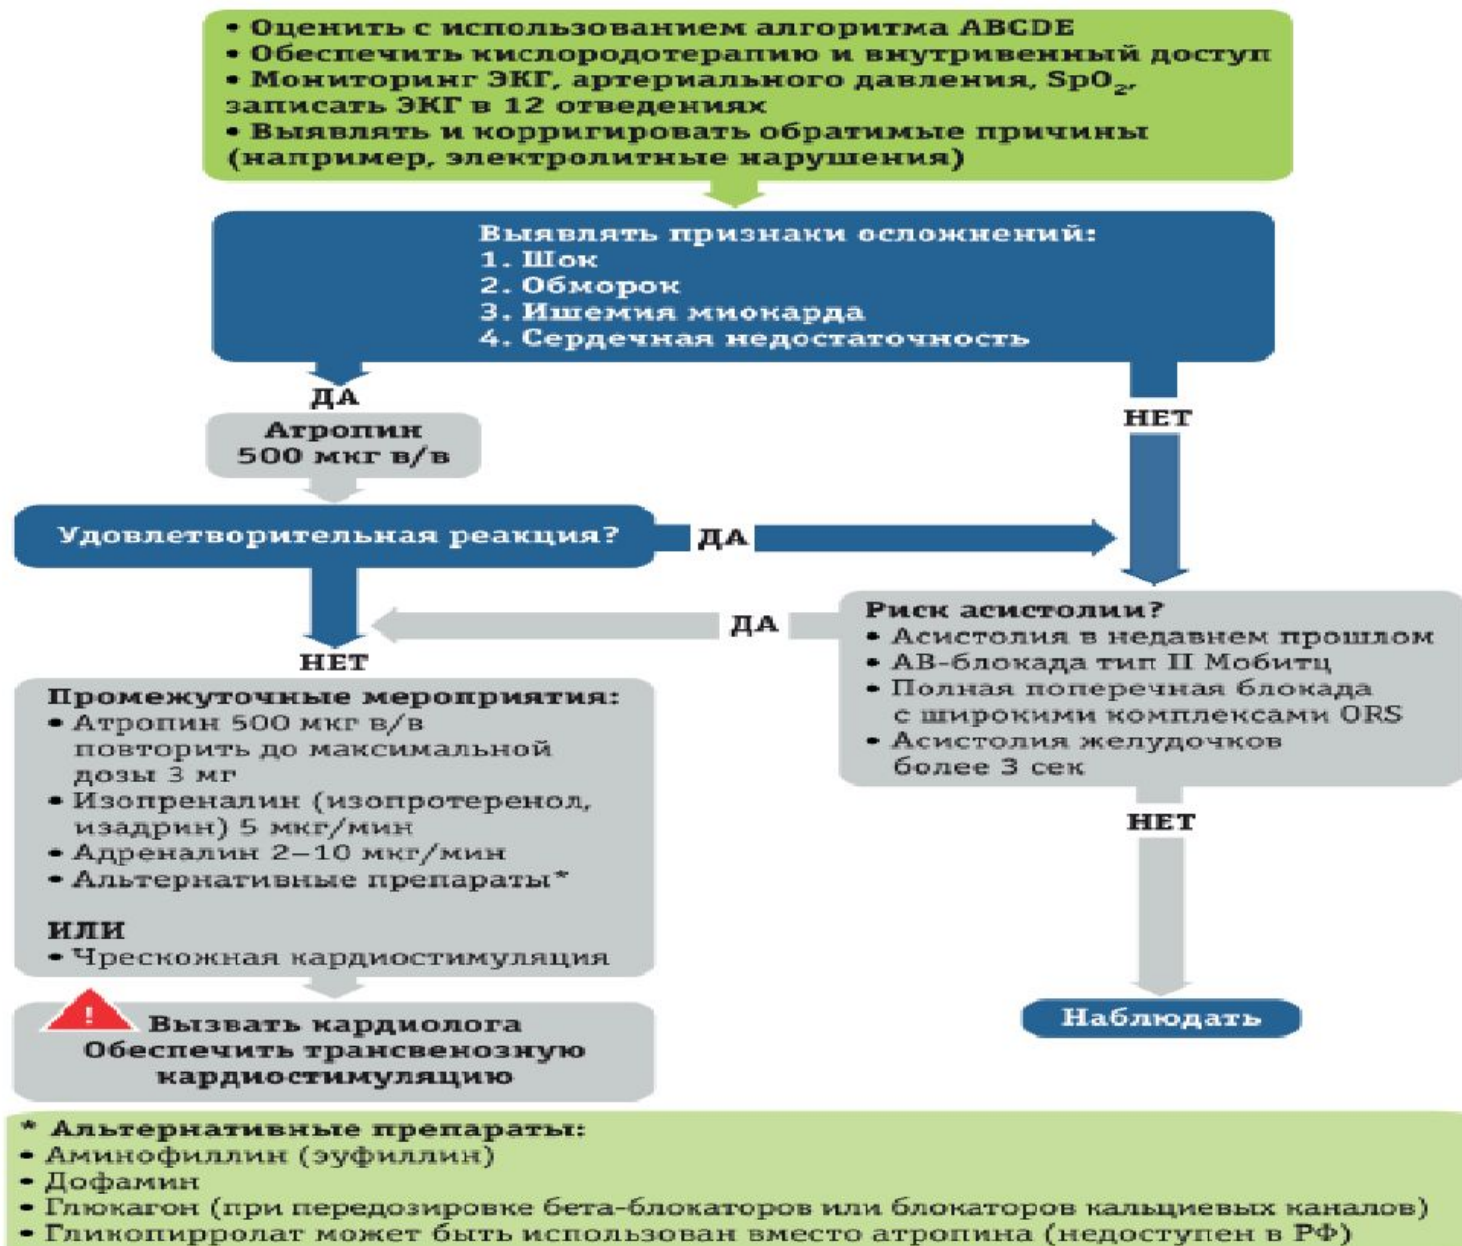 • Оценить с использованием алгоритма ABCDE
• Обеспечить кислородотерапию и внутривенный доступ
• Мониторинг ЭКГ, артериального давления, SpO₂,
записать ЭКГ в 12 отведениях
• Выявлять и корригировать обратимые причины
(например, электролитные нарушения)
Выявлять признаки осложнений:
1. Шок
2. Обморок
3. Ишемия миокарда
4. Сердечная недостаточность
ДА
НЕТ
Атропин
500 мкг в/в
Удовлетворительная реакция?
ДА
Риск асистолии?
• Асистолия в недавнем прошлом
• АВ-блокада тип II Мобитц
• Полная поперечная блокада
с широкими комплексами ORS
• Асистолия желудочков
более 3 сек
ДА
НЕТ
Промежуточные мероприятия:
• Атропин 500 мкг в/в
повторить до максимальной
дозы 3 мг
• Изопреналин (изопротеренол,
изадрин) 5 мкг/мин
• Адреналин 2–10 мкг/мин
• Альтернативные препараты*
ИЛИ
• Чрескожная кардиостимуляция
НЕТ
Наблюдать
!
Вызвать кардиолога
Обеспечить трансвенозную
кардиостимуляцию
* Альтернативные препараты:
• Аминофиллин (эуфиллин)
• Дофамин
• Глюкагон (при передозировке бета-блокаторов или блокаторов кальциевых каналов)
• Гликопирролат может быть использован вместо атропина (недоступен в РФ)